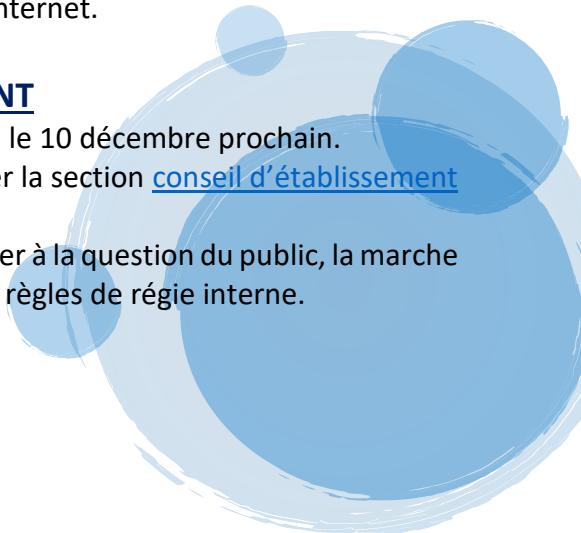 nternet.
NT
le 10 décembre prochain.
er la section conseil d'établissement
er à la question du public, la marche
règles de régie interne.